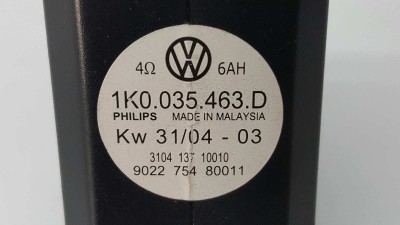 4Ω 6AH
1K0.035.463.D
PHILIPS MADE IN MALAYSIA
Kw 31/04 - 03
3104 137 10010
9022 754 80011